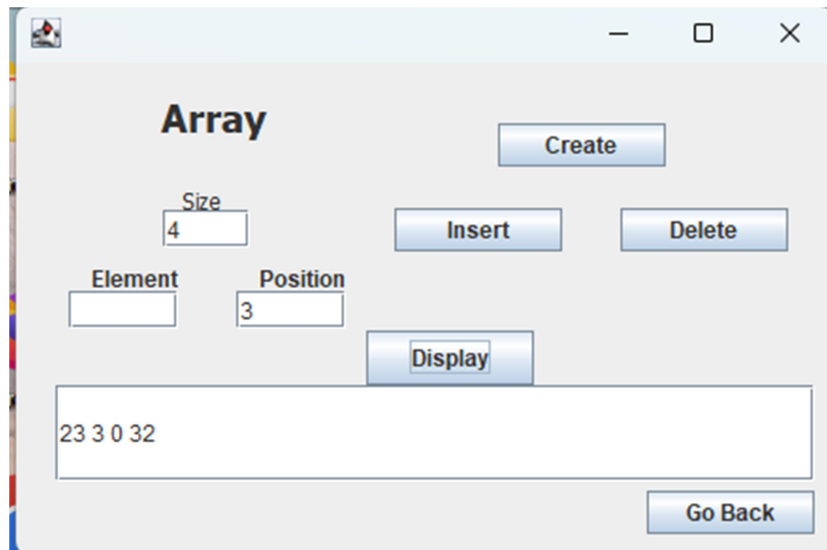 Array
Create
Size
4
Insert
Delete
Element
Position
3
Display
23 3 0 32
Go Back